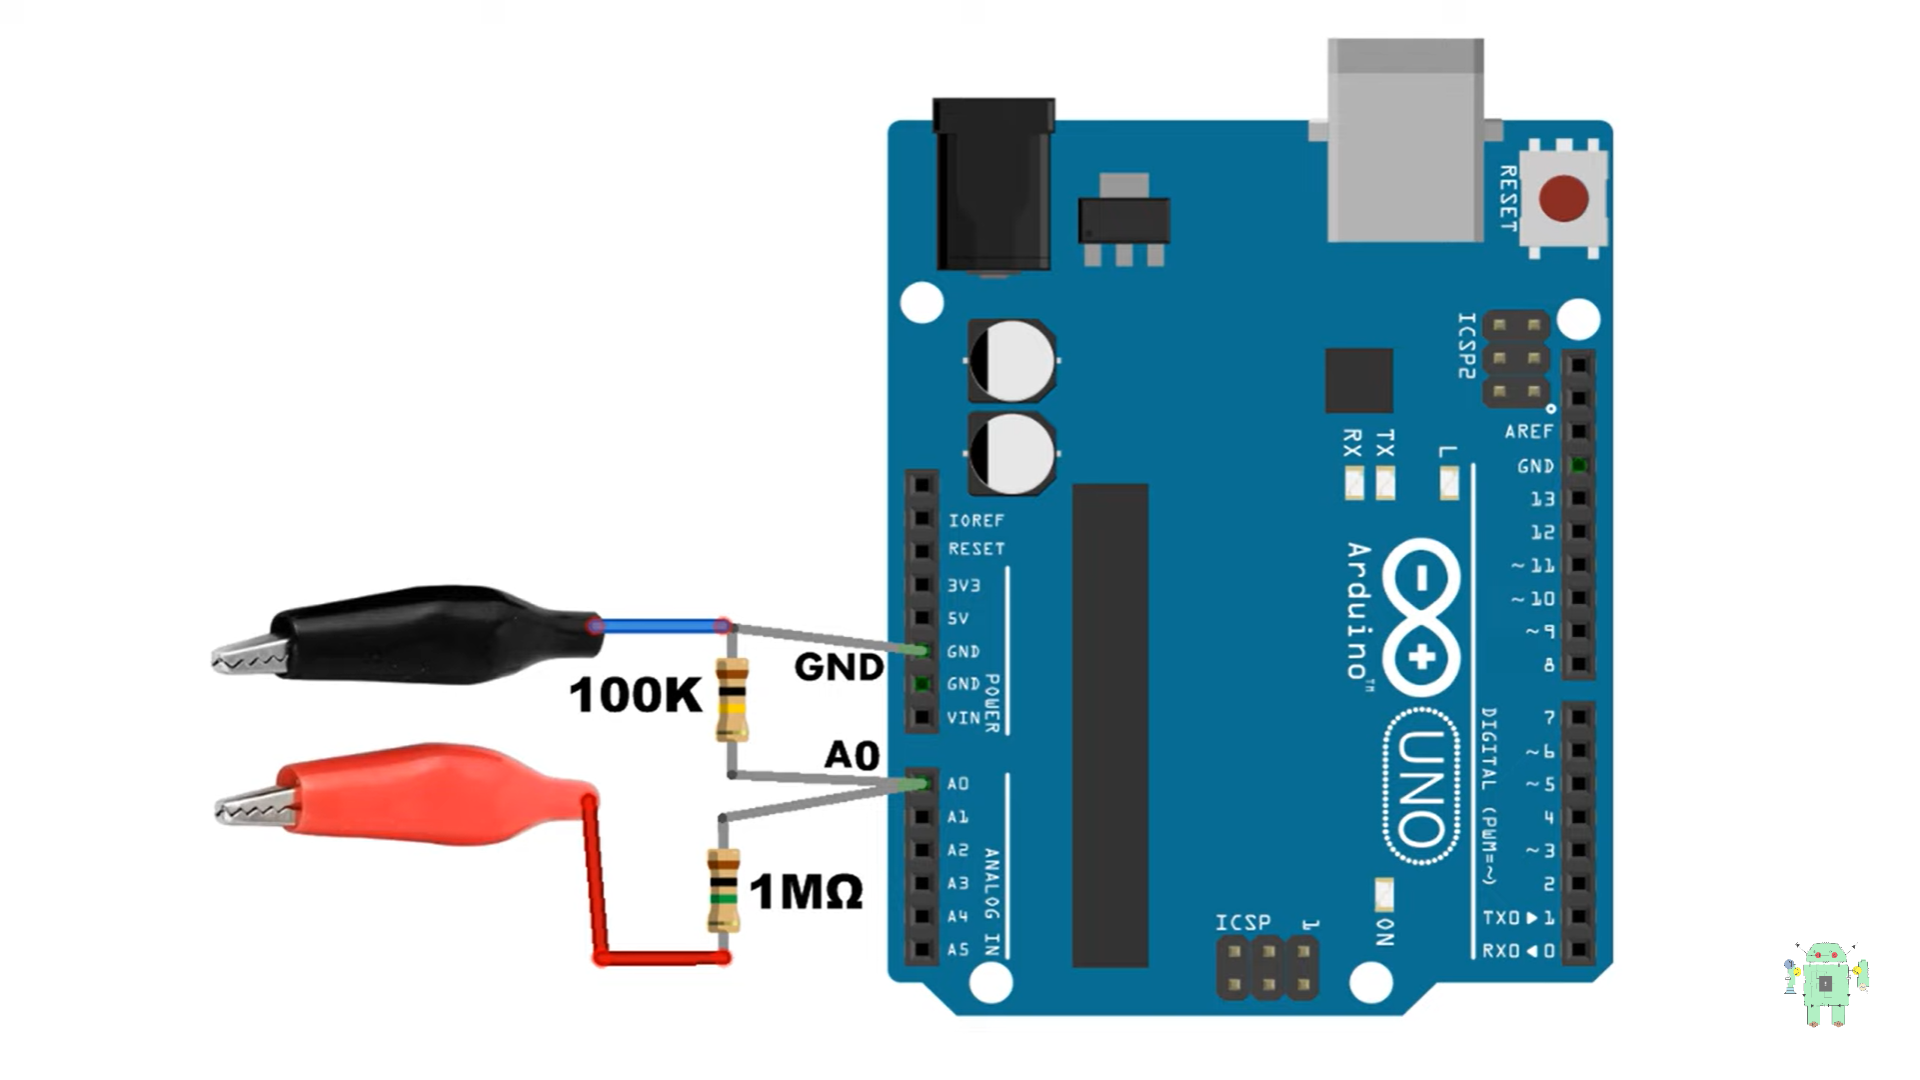 RESET
ICSP2
IOREF
RESET
3V3
5V
GND
GND
VIN
POWER
A0
A1
A2
A3
A4
A5
ANALOG IN
100K
GND
A0
1MΩ
RX
TX
L
Arduino™
UNO
AREF
GND
13
12
~11
~10
~9
8
7
~6
~5
4
~3
2
TX0▶1
RX0◀0
DIGITAL (PWM=~)
ON
ICSP
1